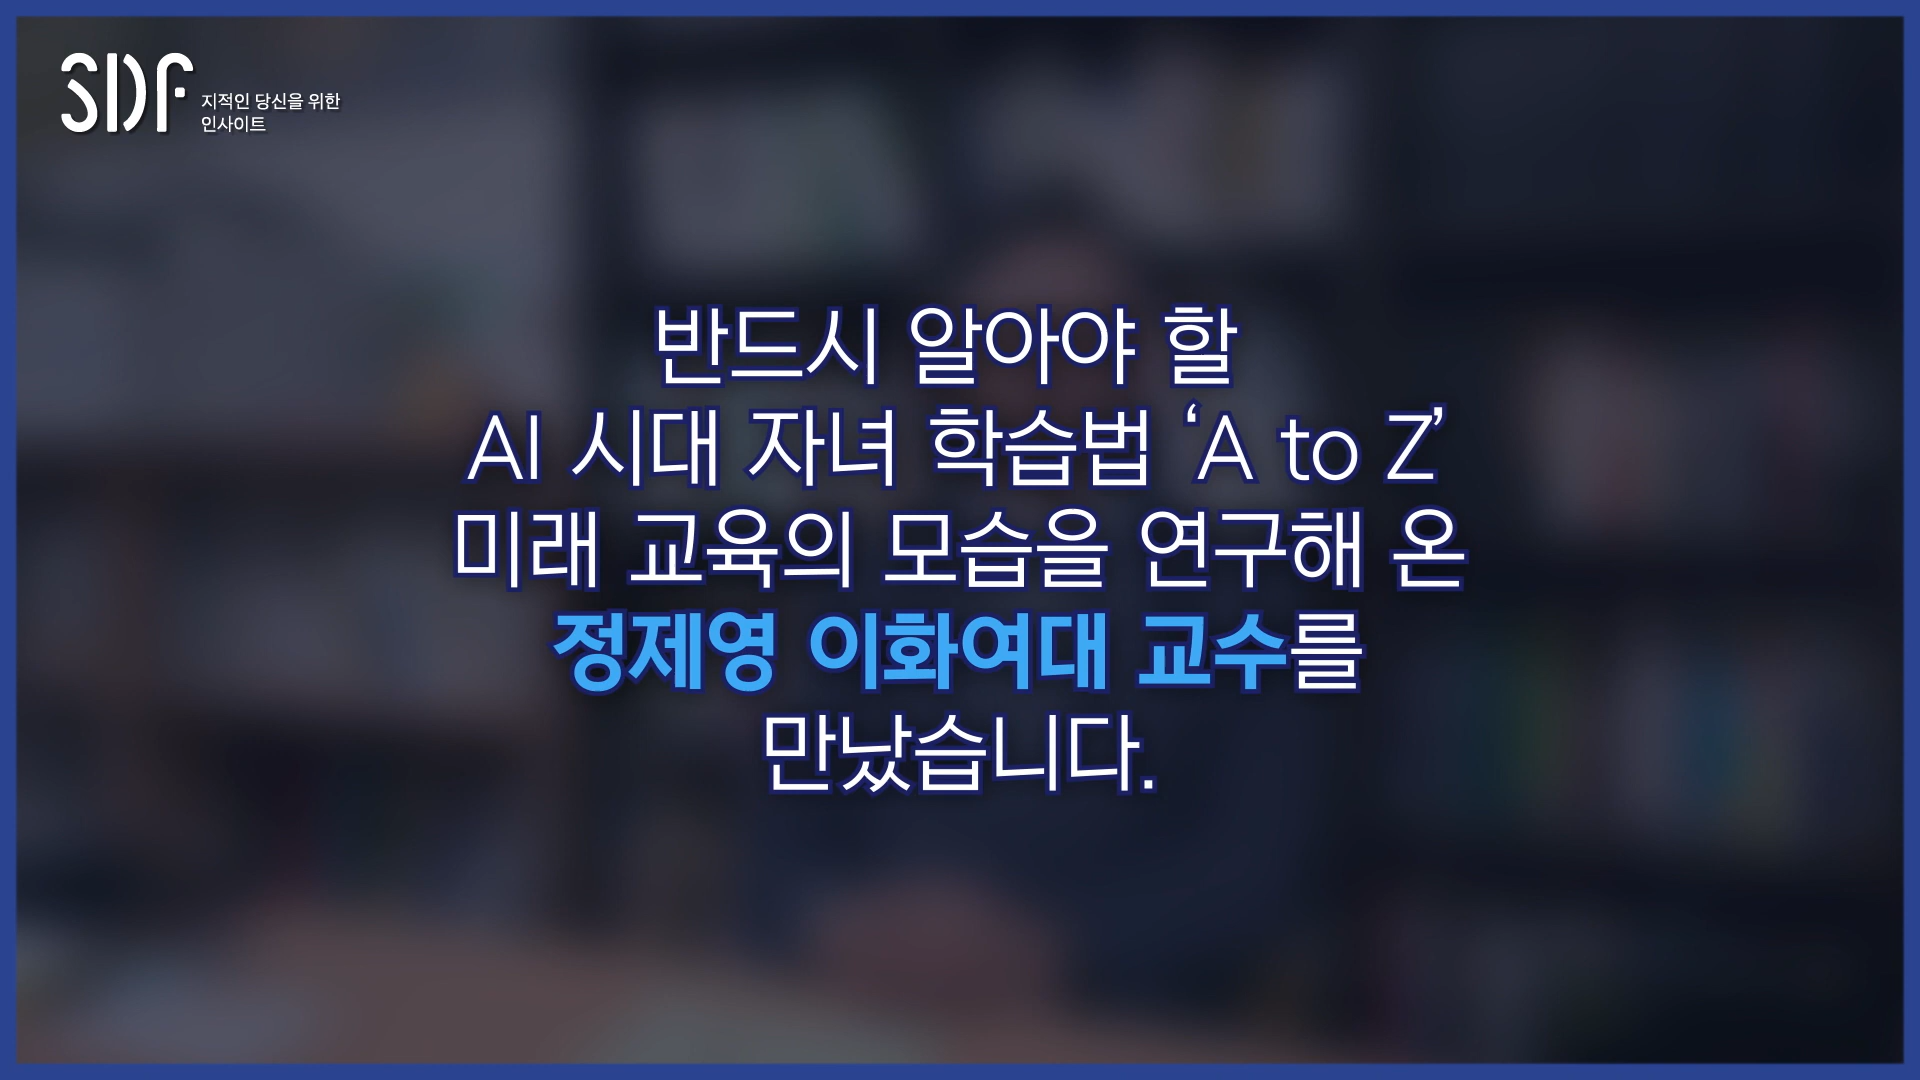 SDF
지적인 당신을 위한
인사이트
반드시 알아야 할
AI 시대 자녀 학습법 ‘A to Z’
미래 교육의 모습을 연구해 온
정제영 이화여대 교수를
만났습니다.